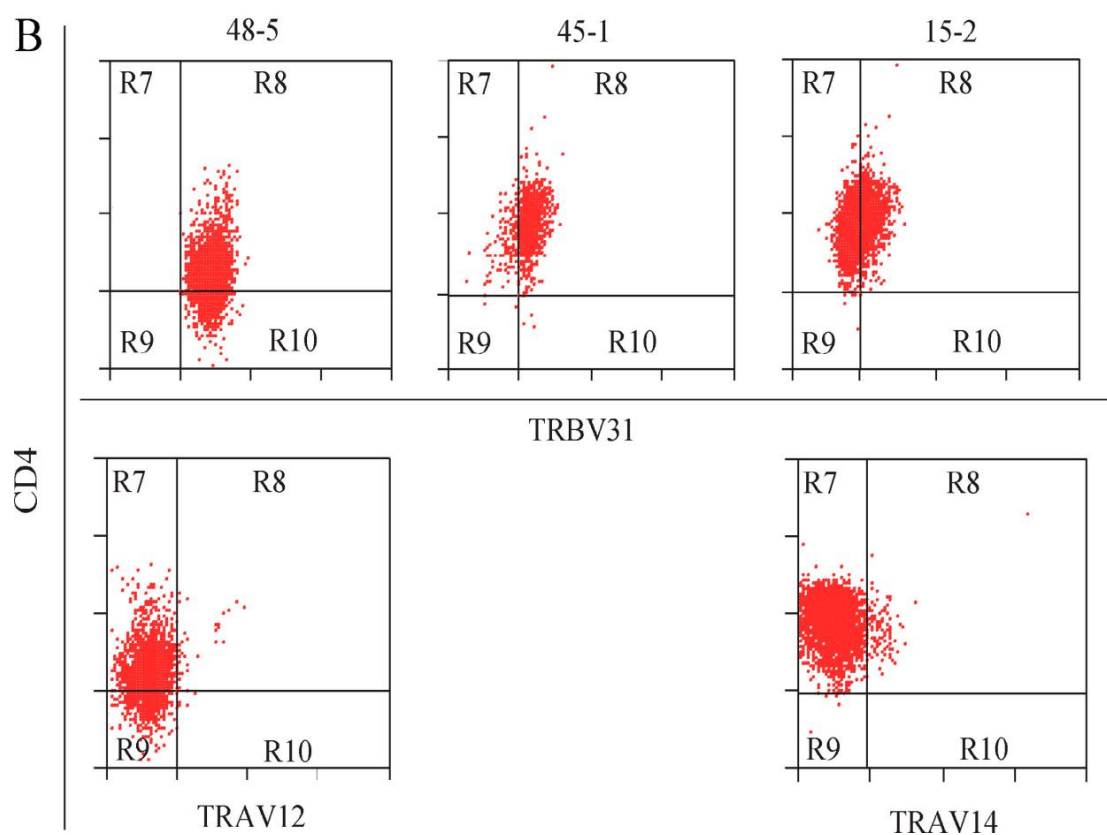 B
48-5 45-1 15-2
R7 R8 R7 R8 R7 R8
R9 R10 R9 R10 R9 R10
TRBV31
CD4
R7 R8 R7 R8
R9 R10 R9 R10
TRAV12 TRAV14